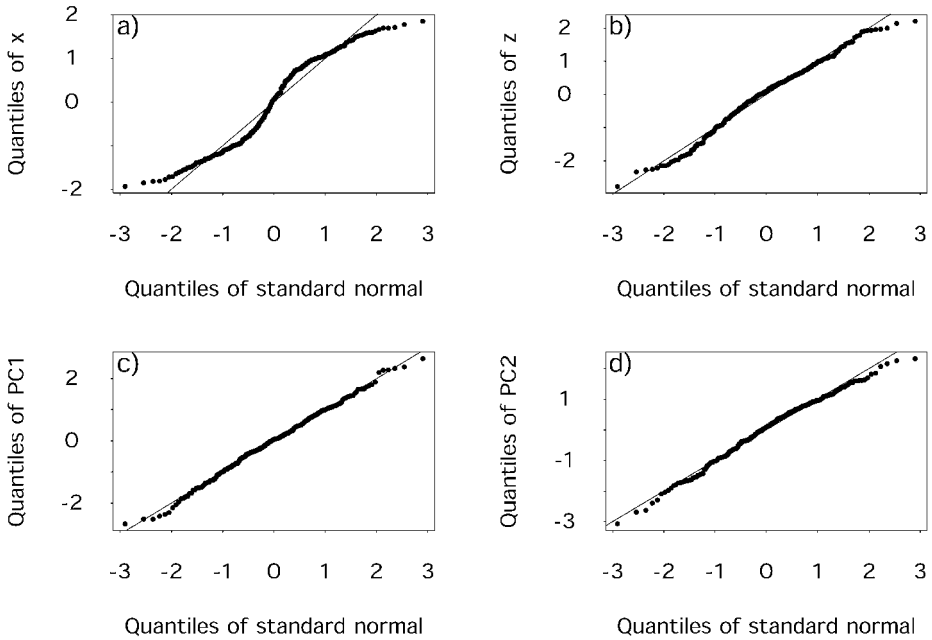 a)
Quantiles of x
2
1
0
-2
-3 -2 -1 0 1 2 3
Quantiles of standard normal
b)
Quantiles of z
2
1
0
-2
-3 -2 -1 0 1 2 3
Quantiles of standard normal
c)
Quantiles of PC1
2
0
-2
-3 -2 -1 0 1 2 3
Quantiles of standard normal
d)
Quantiles of PC2
1
-1
-3
-3 -2 -1 0 1 2 3
Quantiles of standard normal